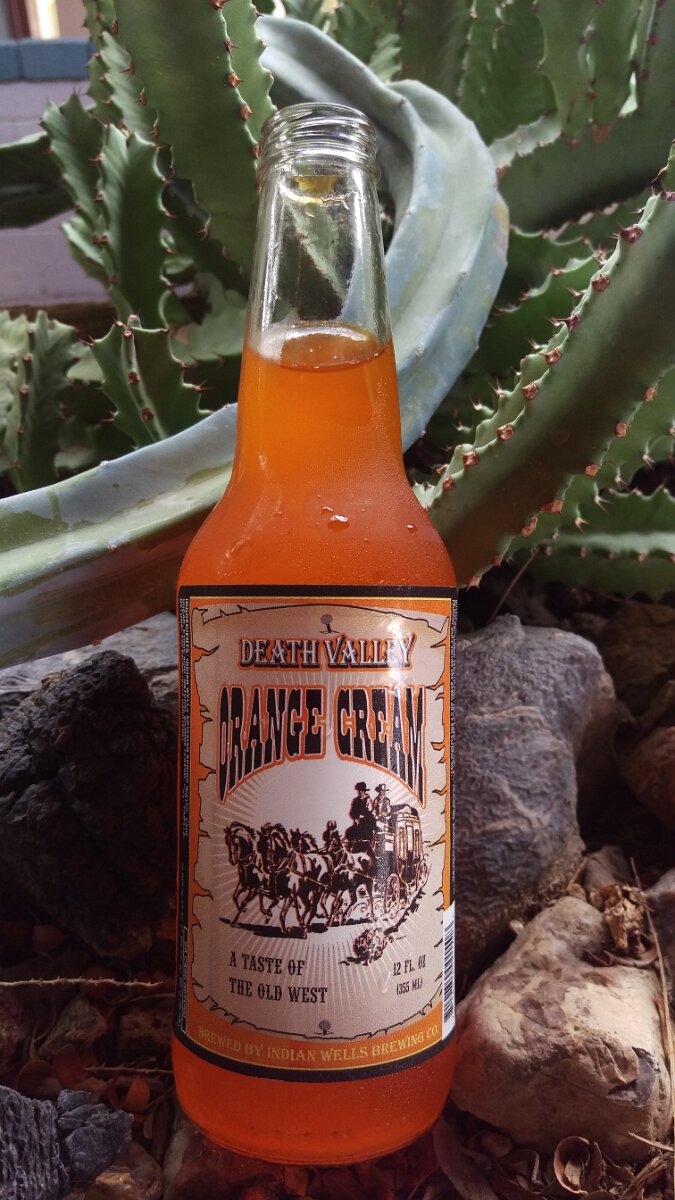 DEATH VALLEY
ORANGE CREAM
A TASTE OF
THE OLD WEST
12 FL. OZ
(355 ML)
BREWED BY INDIAN WELLS BREWING CO.